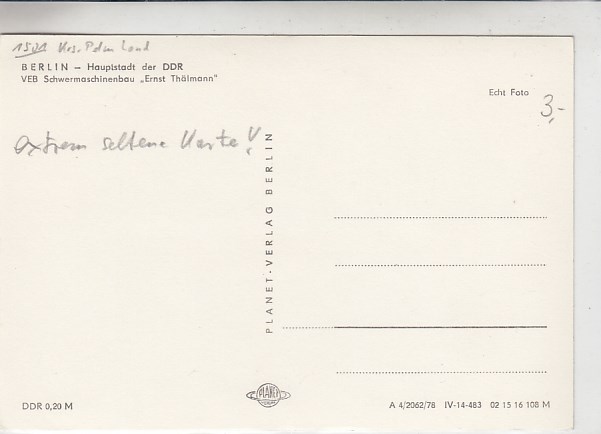 1501 Krs. Pdm Land
BERLIN – Hauptstadt der DDR
VEB Schwermaschinenbau „Ernst Thälmann"
Echt Foto
3,-
extrem seltene Karte!
PLANET-VERLAG BERLIN
PLANET
DDR 0,20 M
A 4/2062/78 IV-14-483 02 15 16 108 M